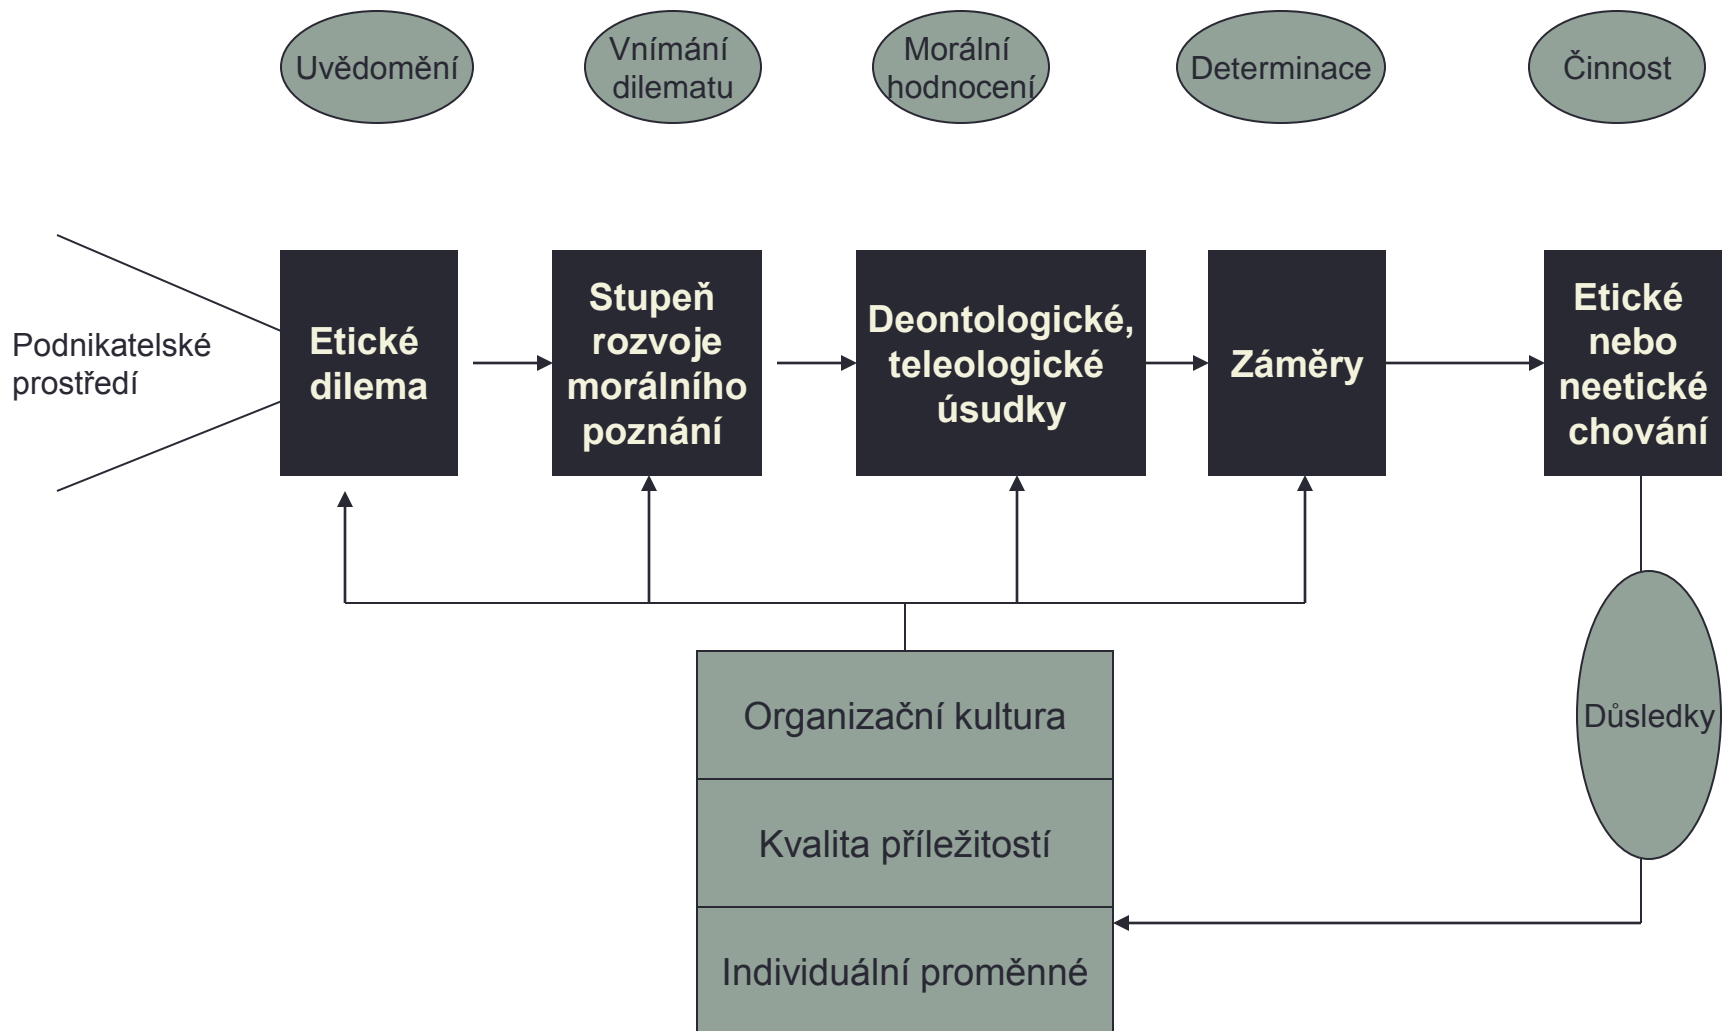 Uvědomění
Vnímání
dilematu
Morální
hodnocení
Determinace
Činnost
Podnikatelské
prostředí
Etické
dilema
Stupeň
rozvoje
morálního
poznání
Deontologické,
teleologické
úsudky
Záměry
Etické
nebo
neetické
chování
Organizační kultura
Kvalita příležitostí
Individuální proměnné
Důsledky